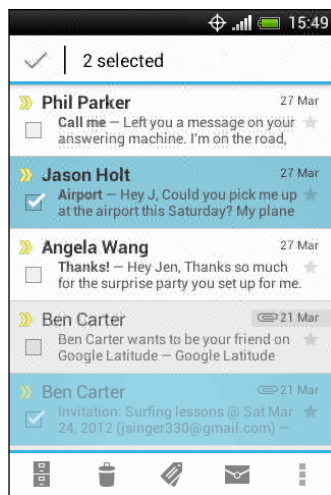 15:49
2 selected
Phil Parker 27 Mar
Call me — Left you a message on your
answering machine. I'm on the road,
Jason Holt 27 Mar
Airport — Hey J, Could you pick me up
at the airport this Saturday? My plane
Angela Wang 27 Mar
Thanks! — Hey Jen, Thanks so much
for the surprise party you set up for me.
Ben Carter 21 Mar
Ben Carter wants to be your friend on
Google Latitude — Google Latitude
Ben Carter 21 Mar
Invitation: Surfing lessons @ Sat Mar
24, 2012 (jsinger330@gmail.com) —